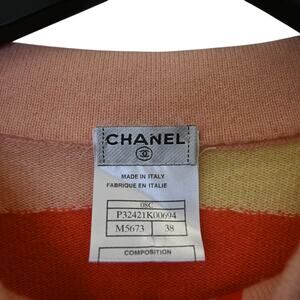 CHANEL
MADE IN ITALY
FABRIQUE EN ITALIE
08C
P32421K00694
M5673 38
COMPOSITION